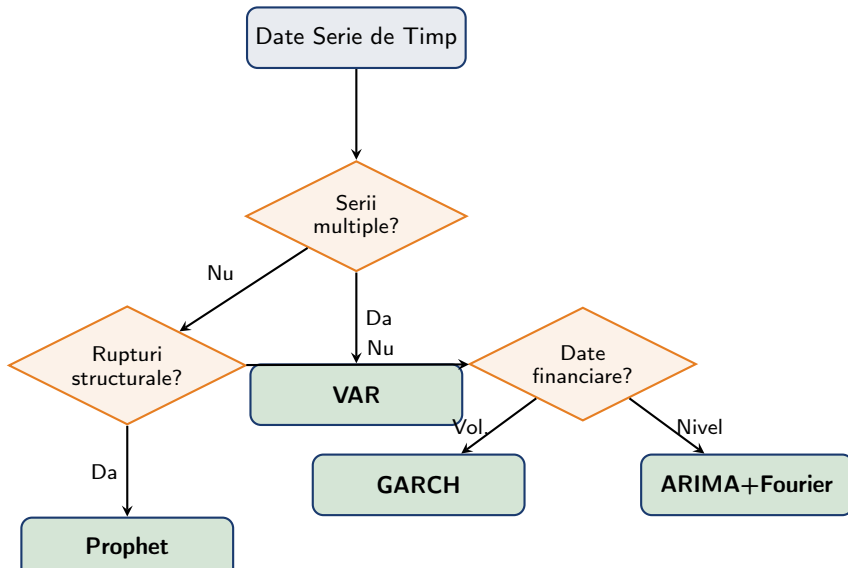 Date Serie de Timp
Serii
multiple?
Nu
Da
Nu
Rupturi
structurale?
VAR
Date
financiare?
Vol.
Nivel
Da
GARCH
ARIMA+Fourier
Prophet